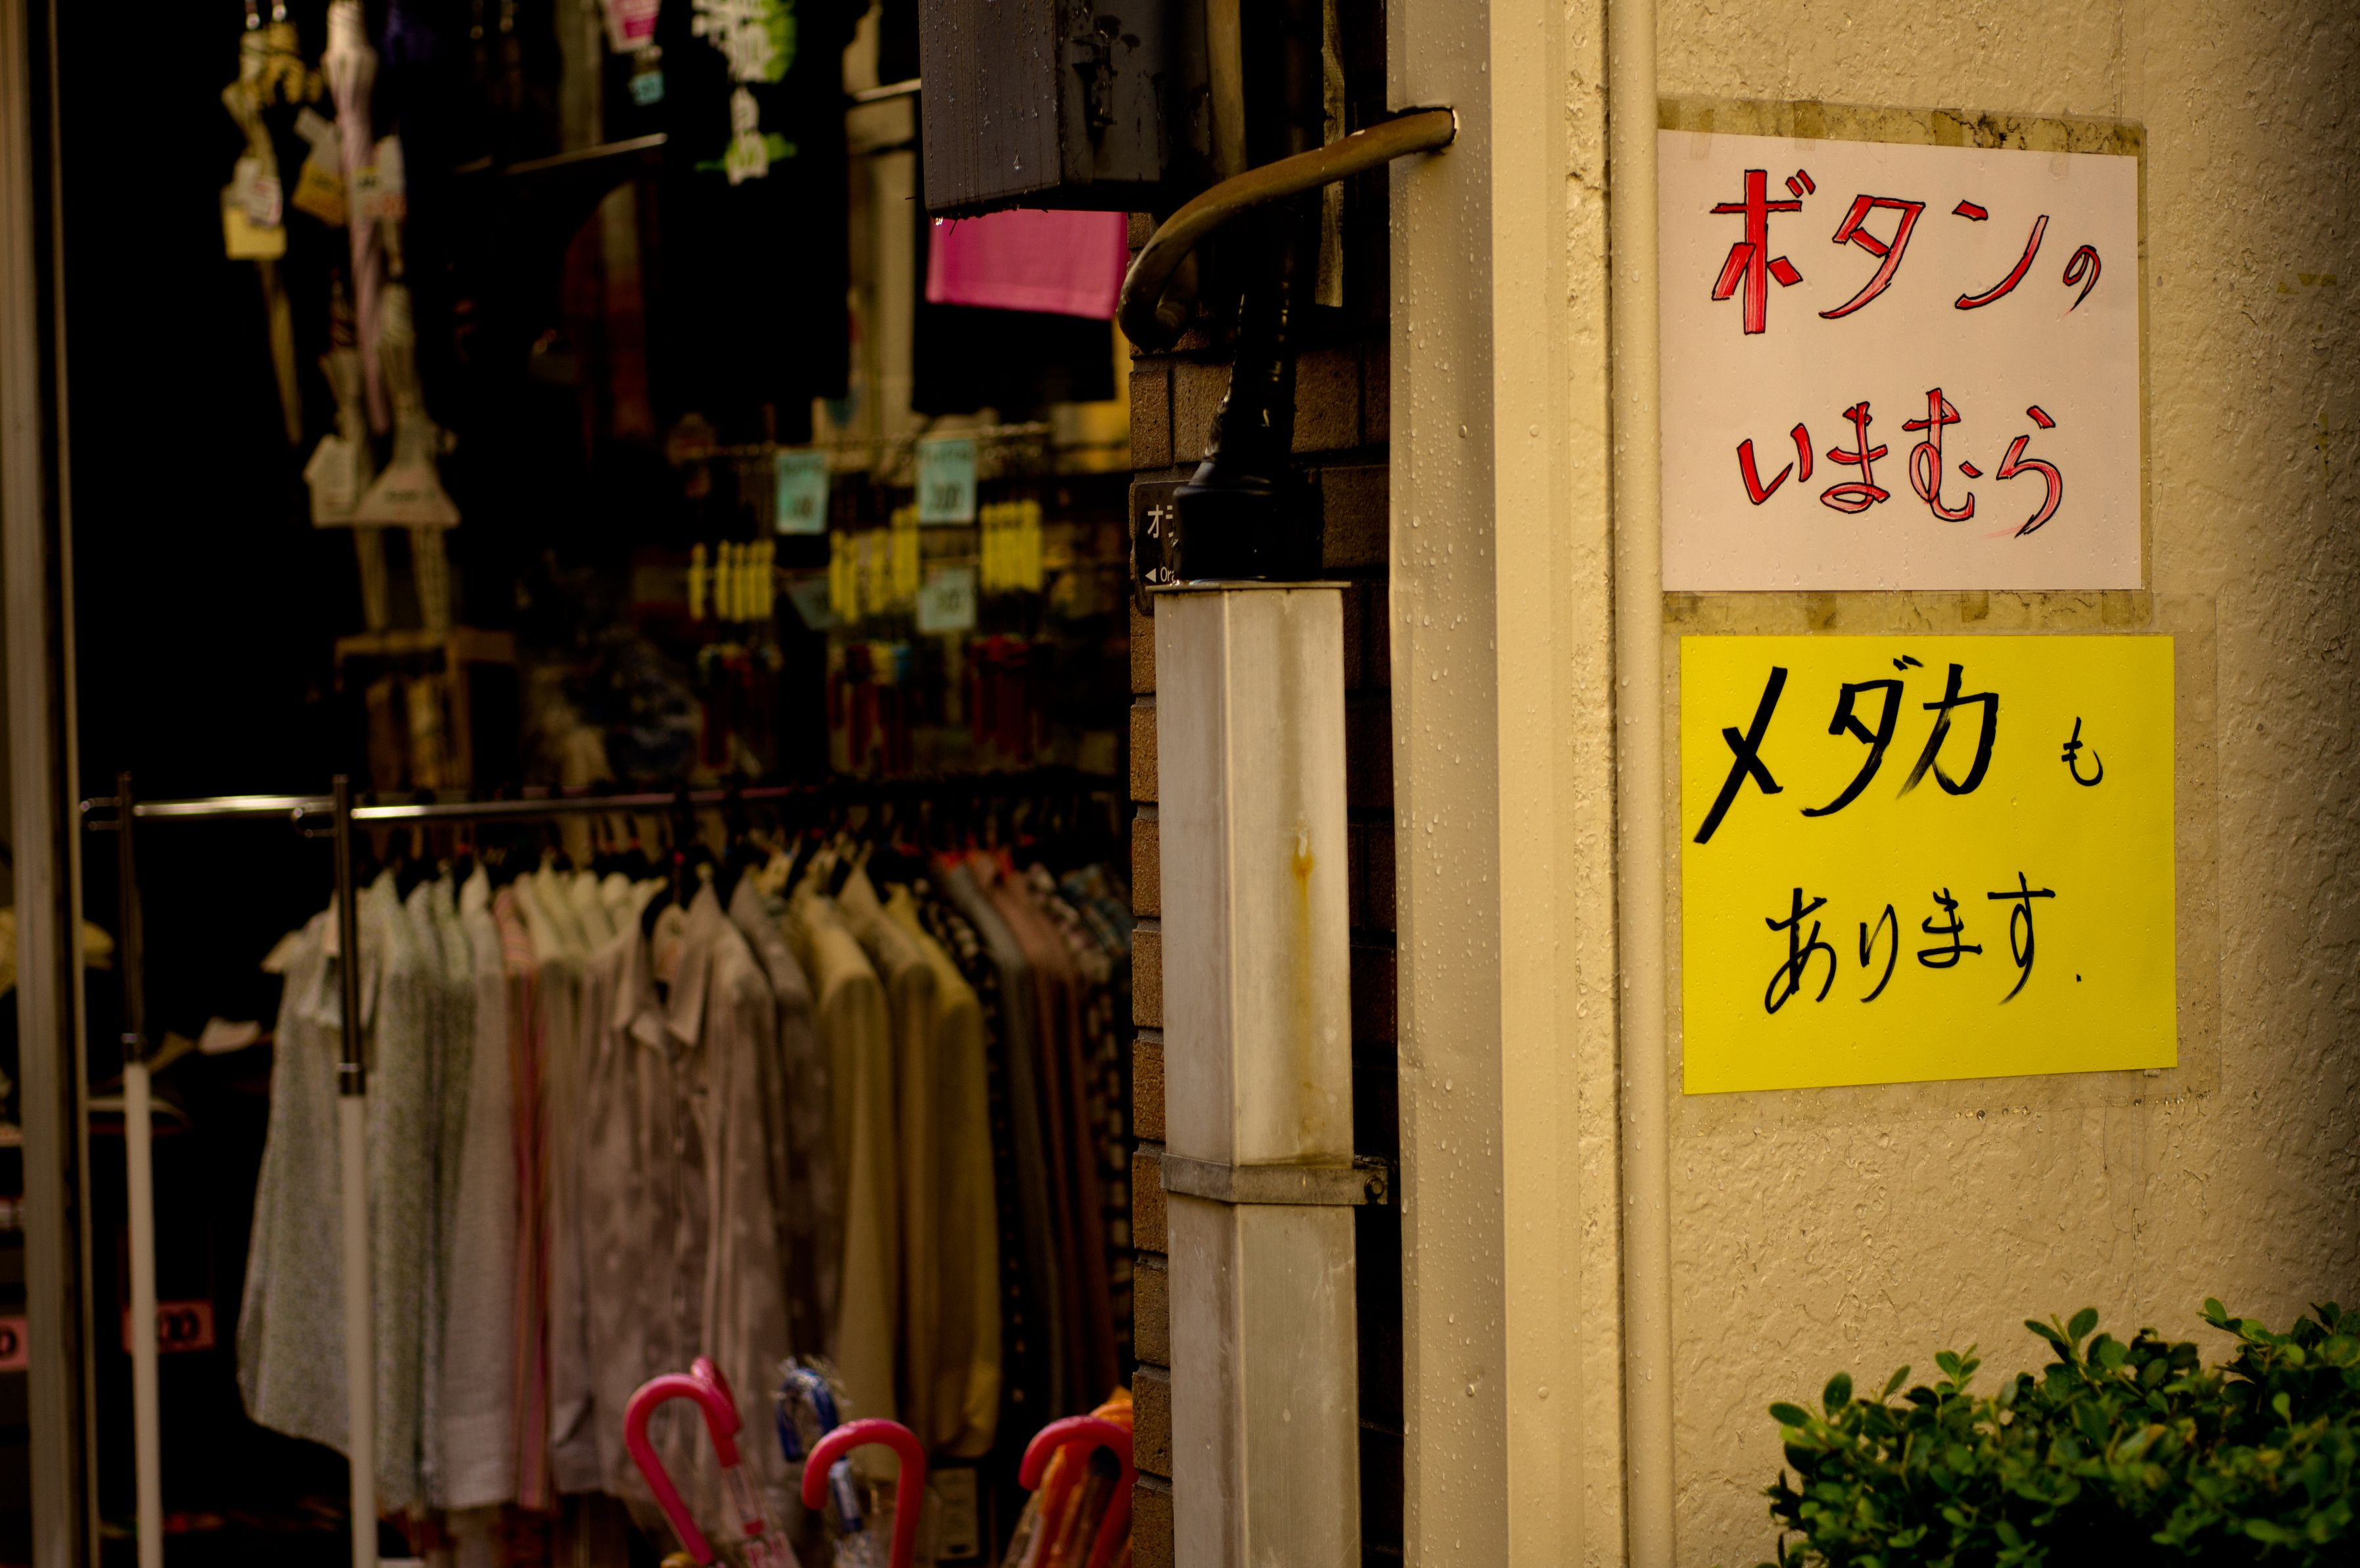 ボタンの
いまむら
メダカも
あります.